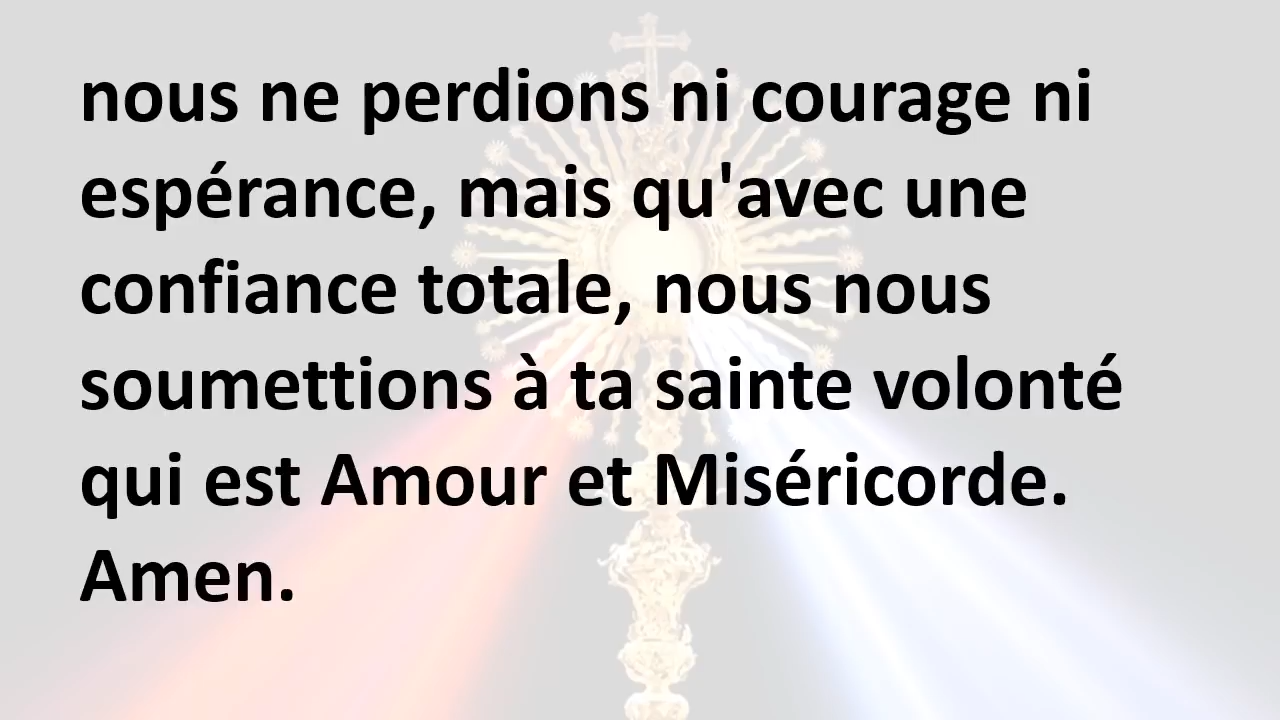 nous ne perdions ni courage ni
espérance, mais qu'avec une
confiance totale, nous nous
soumettions à ta sainte volonté
qui est Amour et Miséricorde.
Amen.